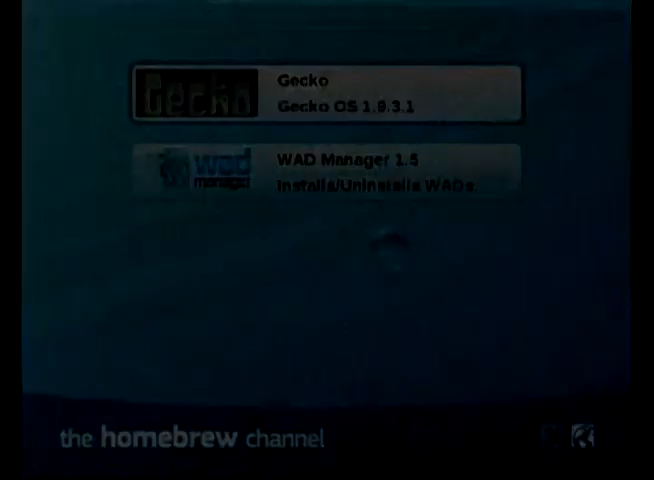 Gecko
Gecko
Gecko OS 1.9.3.1
wad
manager
WAD Manager 1.5
Installs/Uninstalls WADs.
the homebrew channel